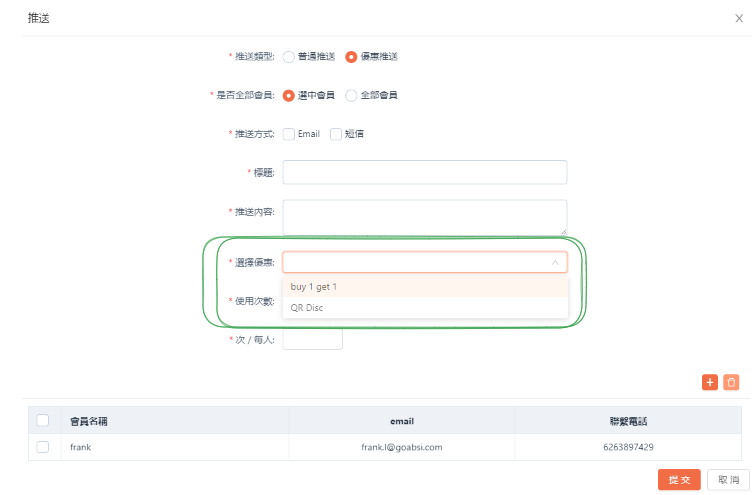 推送
* 推送類型: 普通推送 優惠推送
* 是否全部會員: 選中會員 全部會員
* 推送方式: Email 短信
* 標題:
* 推送內容:
* 選擇優惠:
buy 1 get 1
* 使用次數:
QR Disc
* 次 / 每人:
會員名稱 email 聯繫電話
frank frank.l@goabsi.com 6263897429
提 交 取 消